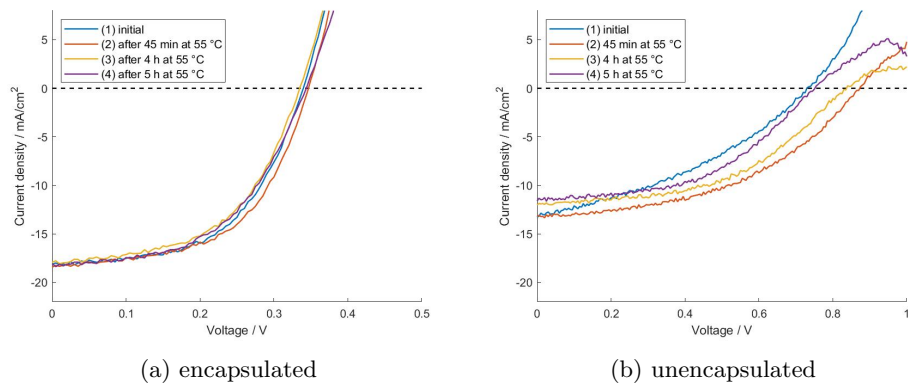 (1) initial
(2) after 45 min at 55 °C
(3) after 4 h at 55 °C
(4) after 5 h at 55 °C
Current density / mA/cm²
5
0
-5
-10
-15
-20
0
0.1
0.2
0.3
0.4
0.5
Voltage / V
(a) encapsulated
(1) initial
(2) 45 min at 55 °C
(3) 4 h at 55 °C
(4) 5 h at 55 °C
Current density / mA/cm²
5
0
-5
-10
-15
-20
0
0.2
0.4
0.6
0.8
1
Voltage / V
(b) unencapsulated